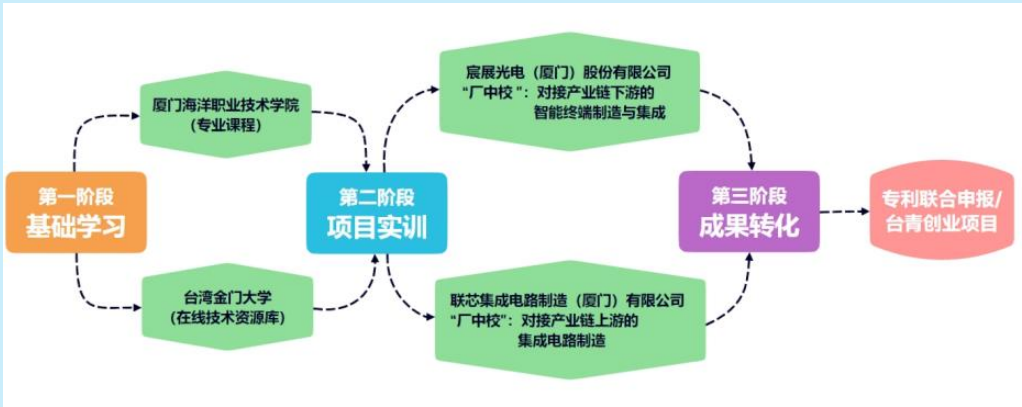 第一阶段
基础学习
厦门海洋职业技术学院
(专业课程)
台湾金门大学
(在线技术资源库)
第二阶段
项目实训
宸展光电（厦门）股份有限公司
“厂中校 ”：对接产业链下游的
智能终端制造与集成
联芯集成电路制造（厦门）有限公司
“厂中校”：对接产业链上游的
集成电路制造
第三阶段
成果转化
专利联合申报/
台青创业项目